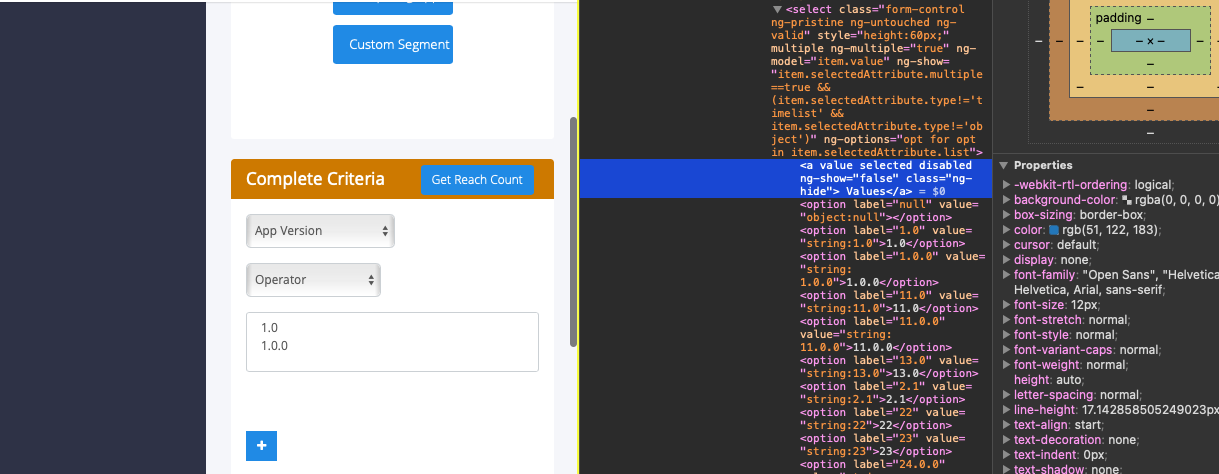 Custom Segment
Complete Criteria
Get Reach Count
App Version
Operator
1.0
1.0.0
+
<select class="form-control
ng-pristine ng-untouched ng-
valid" style="height:60px;"
multiple ng-multiple="true" ng-
model="item.value" ng-show=
"item.selectedAttribute.multiple
==true &&
(item.selectedAttribute.type!='t
imelist' &&
item.selectedAttribute.type!='ob
ject')" ng-options="opt for opt
in item.selectedAttribute.list">
<a value selected disabled
ng-show="false" class="ng-
hide"> Values</a> = $0
<option label="null" value=
"object:null"></option>
<option label="1.0" value=
"string:1.0">1.0</option>
<option label="1.0.0" value=
"string:
1.0.0">1.0.0</option>
<option label="11.0" value=
"string:11.0">11.0</option>
<option label="11.0.0"
value="string:
11.0.0">11.0.0</option>
<option label="13.0" value=
"string:13.0">13.0</option>
<option label="2.1" value=
"string:2.1">2.1</option>
<option label="22" value=
"string:22">22</option>
<option label="23" value=
"string:23">23</option>
<option label="24.0.0"
padding –
– × –
Properties
-webkit-rtl-ordering: logical;
background-color: rgba(0, 0, 0, 0)
box-sizing: border-box;
color: rgb(51, 122, 183);
cursor: default;
display: none;
font-family: "Open Sans", "Helvetica
Helvetica, Arial, sans-serif;
font-size: 12px;
font-stretch: normal;
font-style: normal;
font-variant-caps: normal;
font-weight: normal;
height: auto;
letter-spacing: normal;
line-height: 17.142858505249023px
text-align: start;
text-decoration: none;
text-indent: 0px;
text-shadow: none;